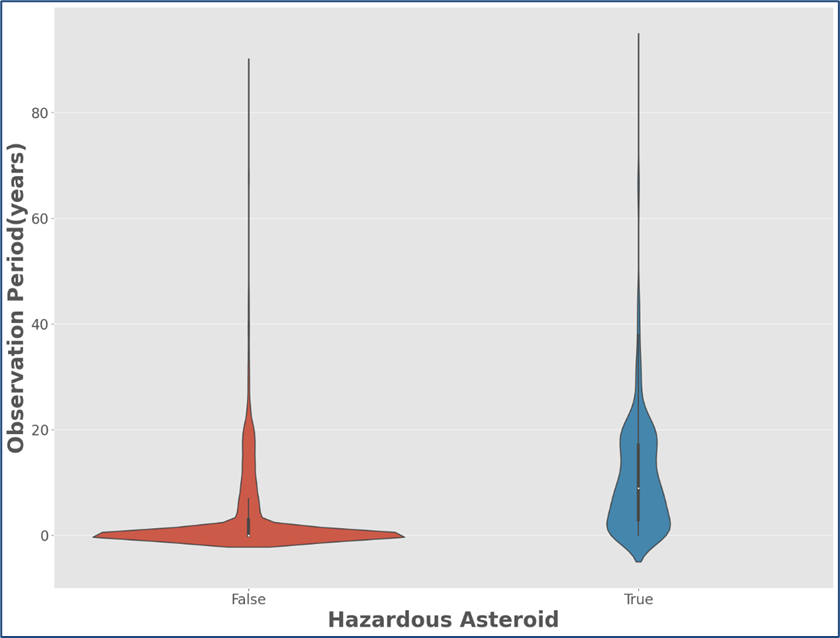 Observation Period(years)
80
60
40
20
0
False
True
Hazardous Asteroid